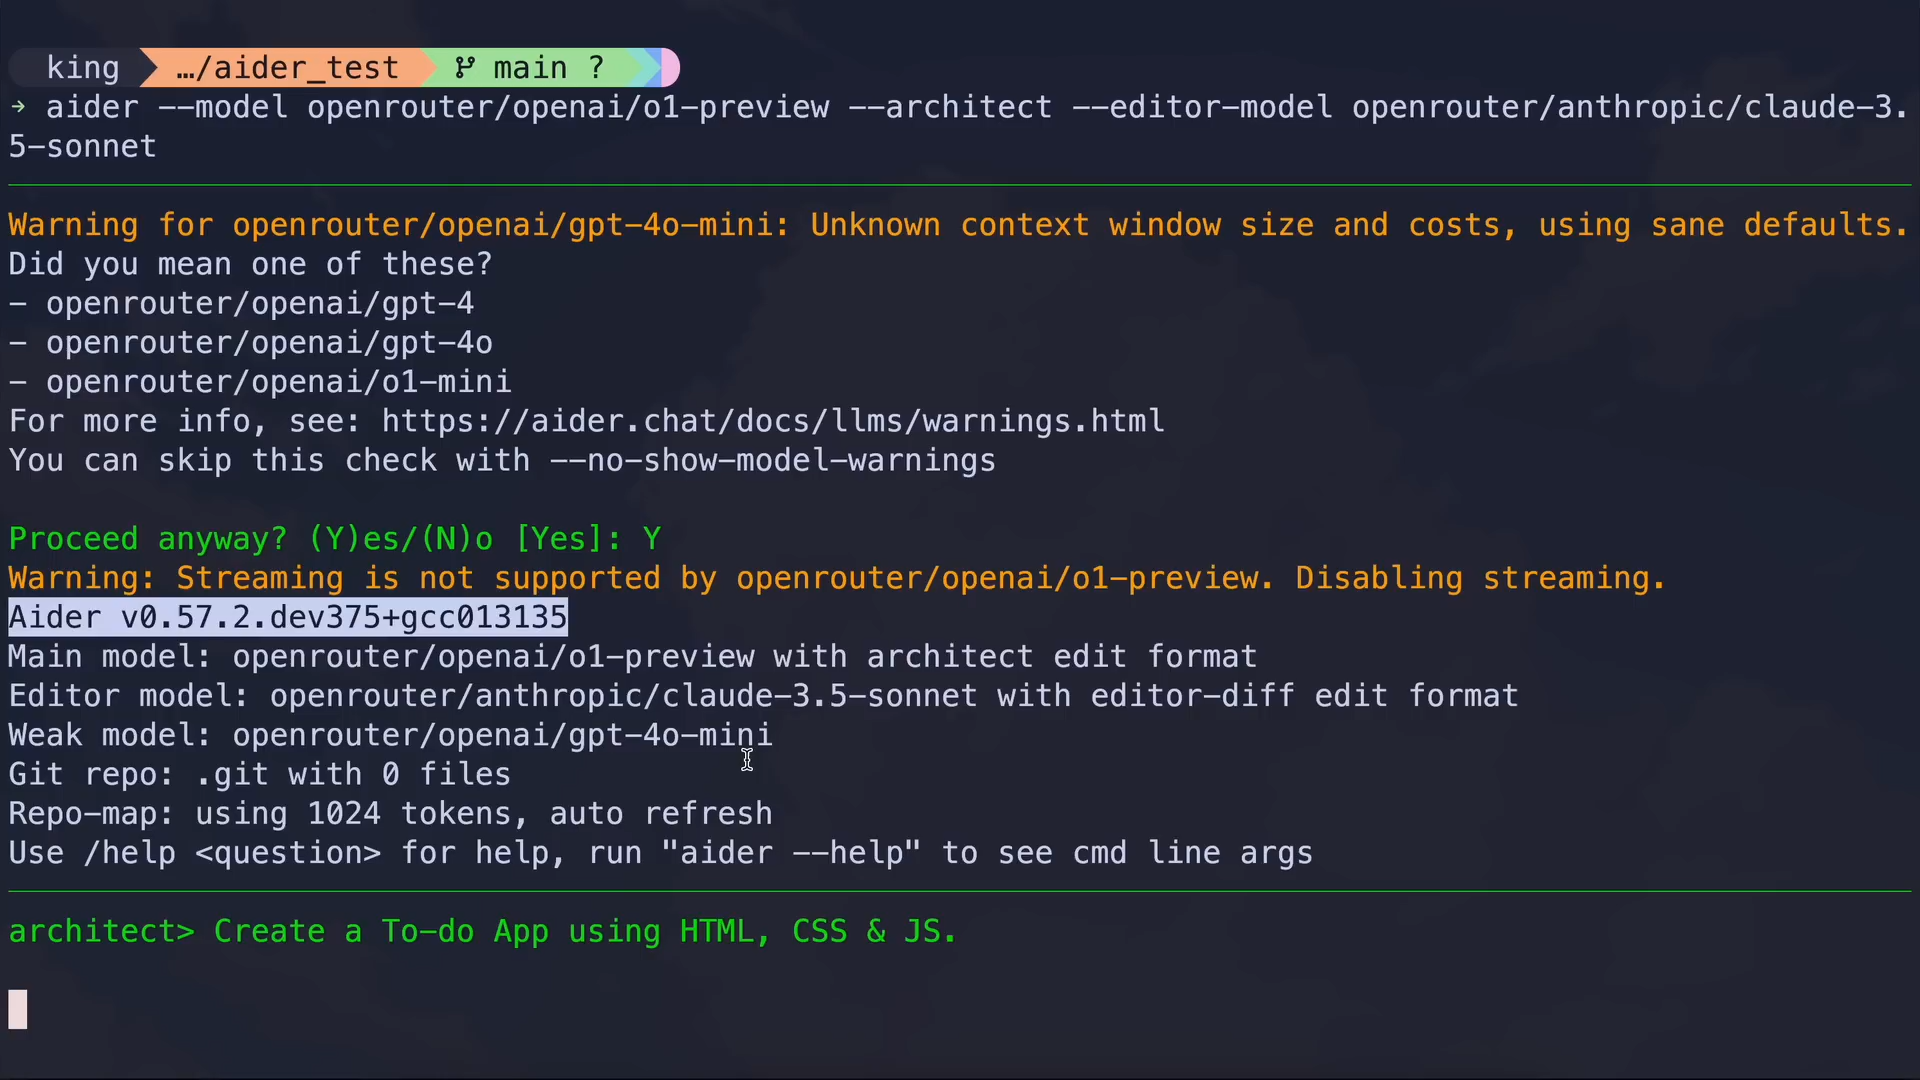 king …/aider_test main ?
→ aider --model openrouter/openai/o1-preview --architect --editor-model openrouter/anthropic/claude-3.
5-sonnet
Warning for openrouter/openai/gpt-4o-mini: Unknown context window size and costs, using sane defaults.
Did you mean one of these?
- openrouter/openai/gpt-4
- openrouter/openai/gpt-4o
- openrouter/openai/o1-mini
For more info, see: https://aider.chat/docs/llms/warnings.html
You can skip this check with --no-show-model-warnings
Proceed anyway? (Y)es/(N)o [Yes]: Y
Warning: Streaming is not supported by openrouter/openai/o1-preview. Disabling streaming.
Aider v0.57.2.dev375+gcc013135
Main model: openrouter/openai/o1-preview with architect edit format
Editor model: openrouter/anthropic/claude-3.5-sonnet with editor-diff edit format
Weak model: openrouter/openai/gpt-4o-mini
Git repo: .git with 0 files
Repo-map: using 1024 tokens, auto refresh
Use /help <question> for help, run "aider --help" to see cmd line args
architect> Create a To-do App using HTML, CSS & JS.